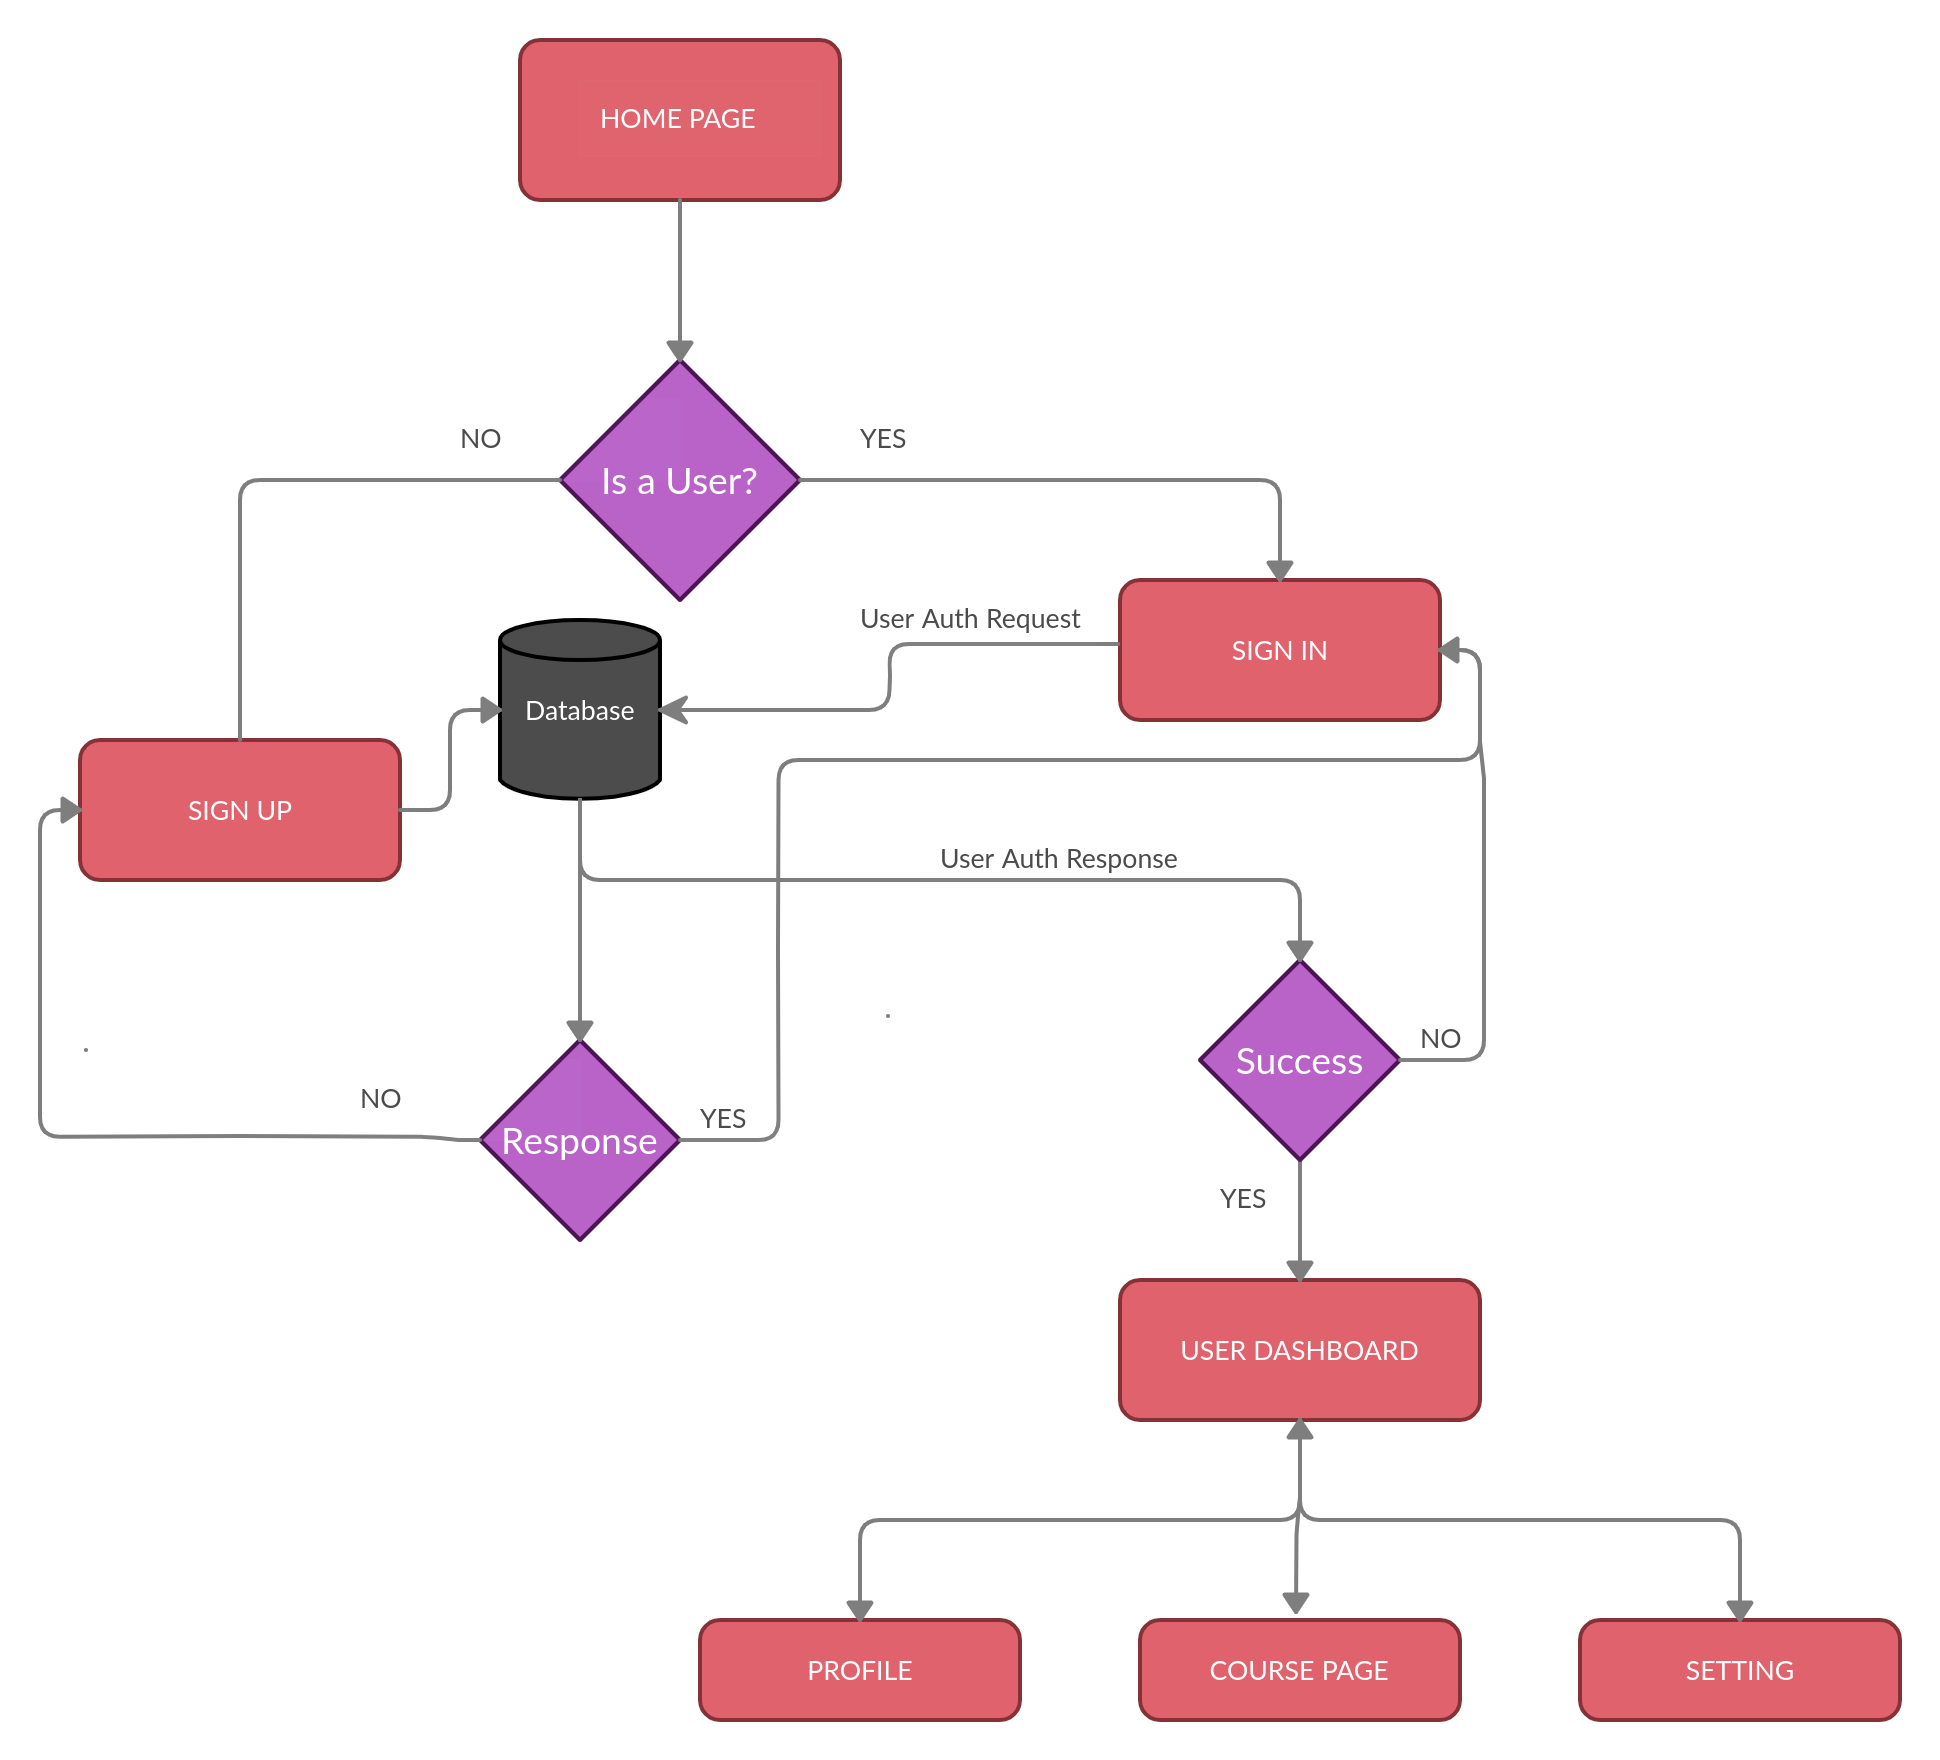 HOME PAGE
NO
YES
Is a User?
User Auth Request
SIGN IN
Database
SIGN UP
User Auth Response
NO
Success
NO
YES
Response
YES
USER DASHBOARD
PROFILE
COURSE PAGE
SETTING